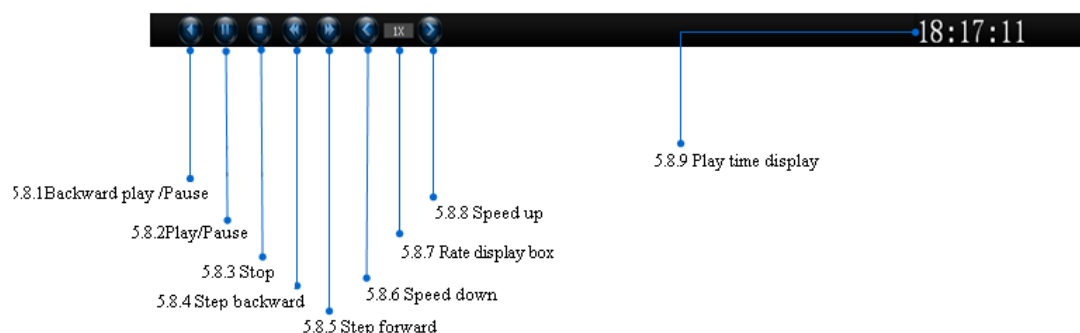 1X
18:17:11
5.8.9 Play time display
5.8.1Backward play /Pause
5.8.8 Speed up
5.8.2Play/Pause
5.8.7 Rate display box
5.8.3 Stop
5.8.6 Speed down
5.8.4 Step backward
5.8.5 Step forward